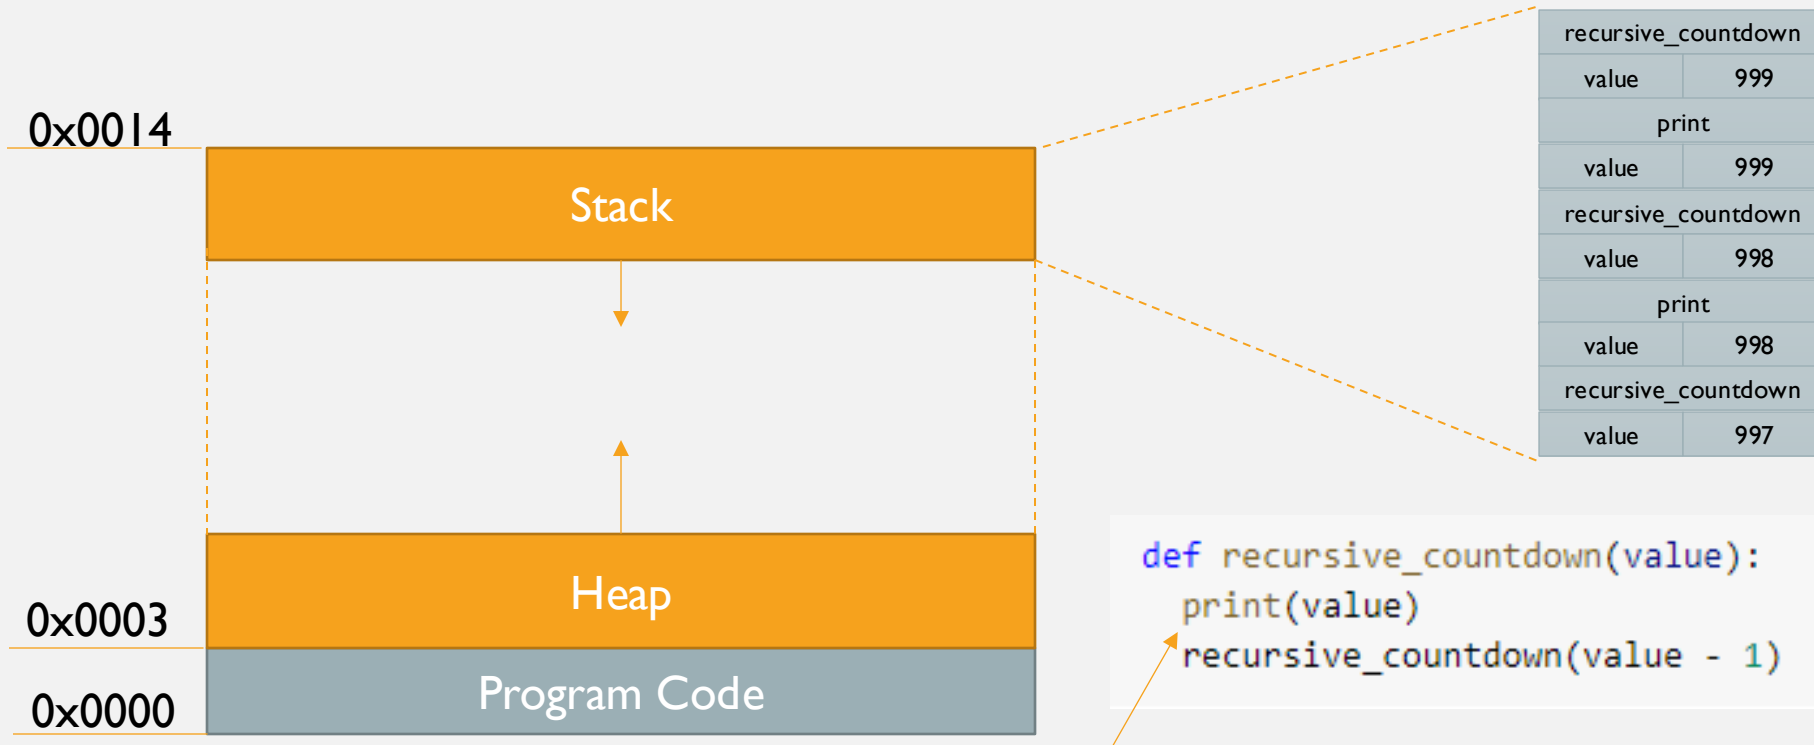 0x0014
Stack
Heap
0x0003
Program Code
0x0000
recursive_countdown
value 999
print
value 999
recursive_countdown
value 998
print
value 998
recursive_countdown
value 997
def recursive_countdown(value):
print(value)
recursive_countdown(value - 1)